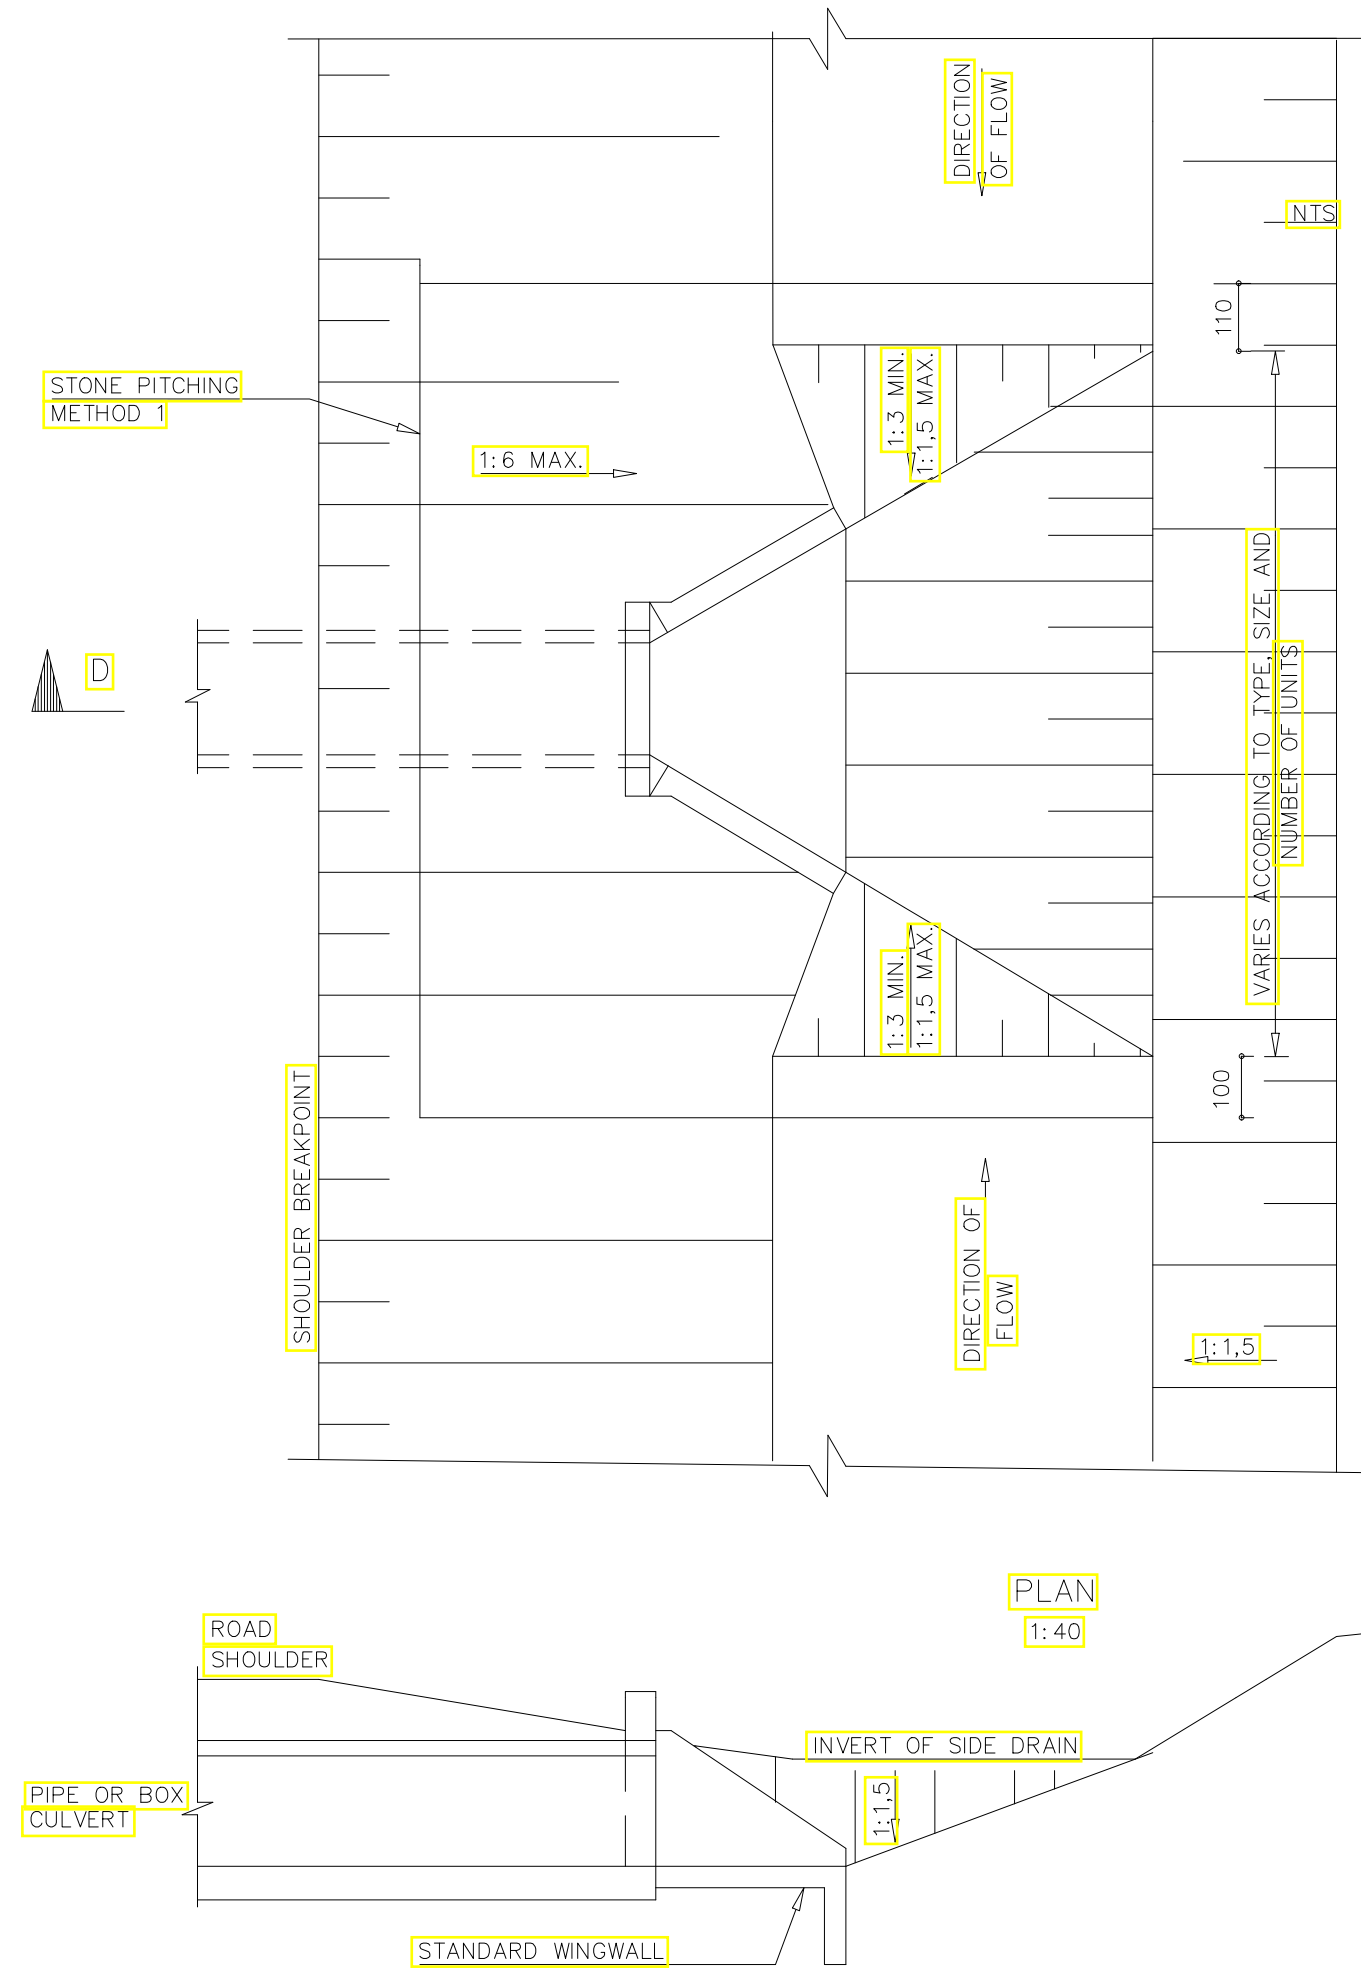 DIRECTION
OF FLOW
NTS
110
1:3 MIN.
1:1,5 MAX.
STONE PITCHING
METHOD 1
1:6 MAX.
D
VARIES ACCORDING TO TYPE, SIZE AND
NUMBER OF UNITS
1:3 MIN.
1:1,5 MAX.
100
SHOULDER BREAKPOINT
DIRECTION OF
FLOW
1:1,5
PLAN
1:40
ROAD
SHOULDER
INVERT OF SIDE DRAIN
1:1,5
PIPE OR BOX
CULVERT
STANDARD WINGWALL